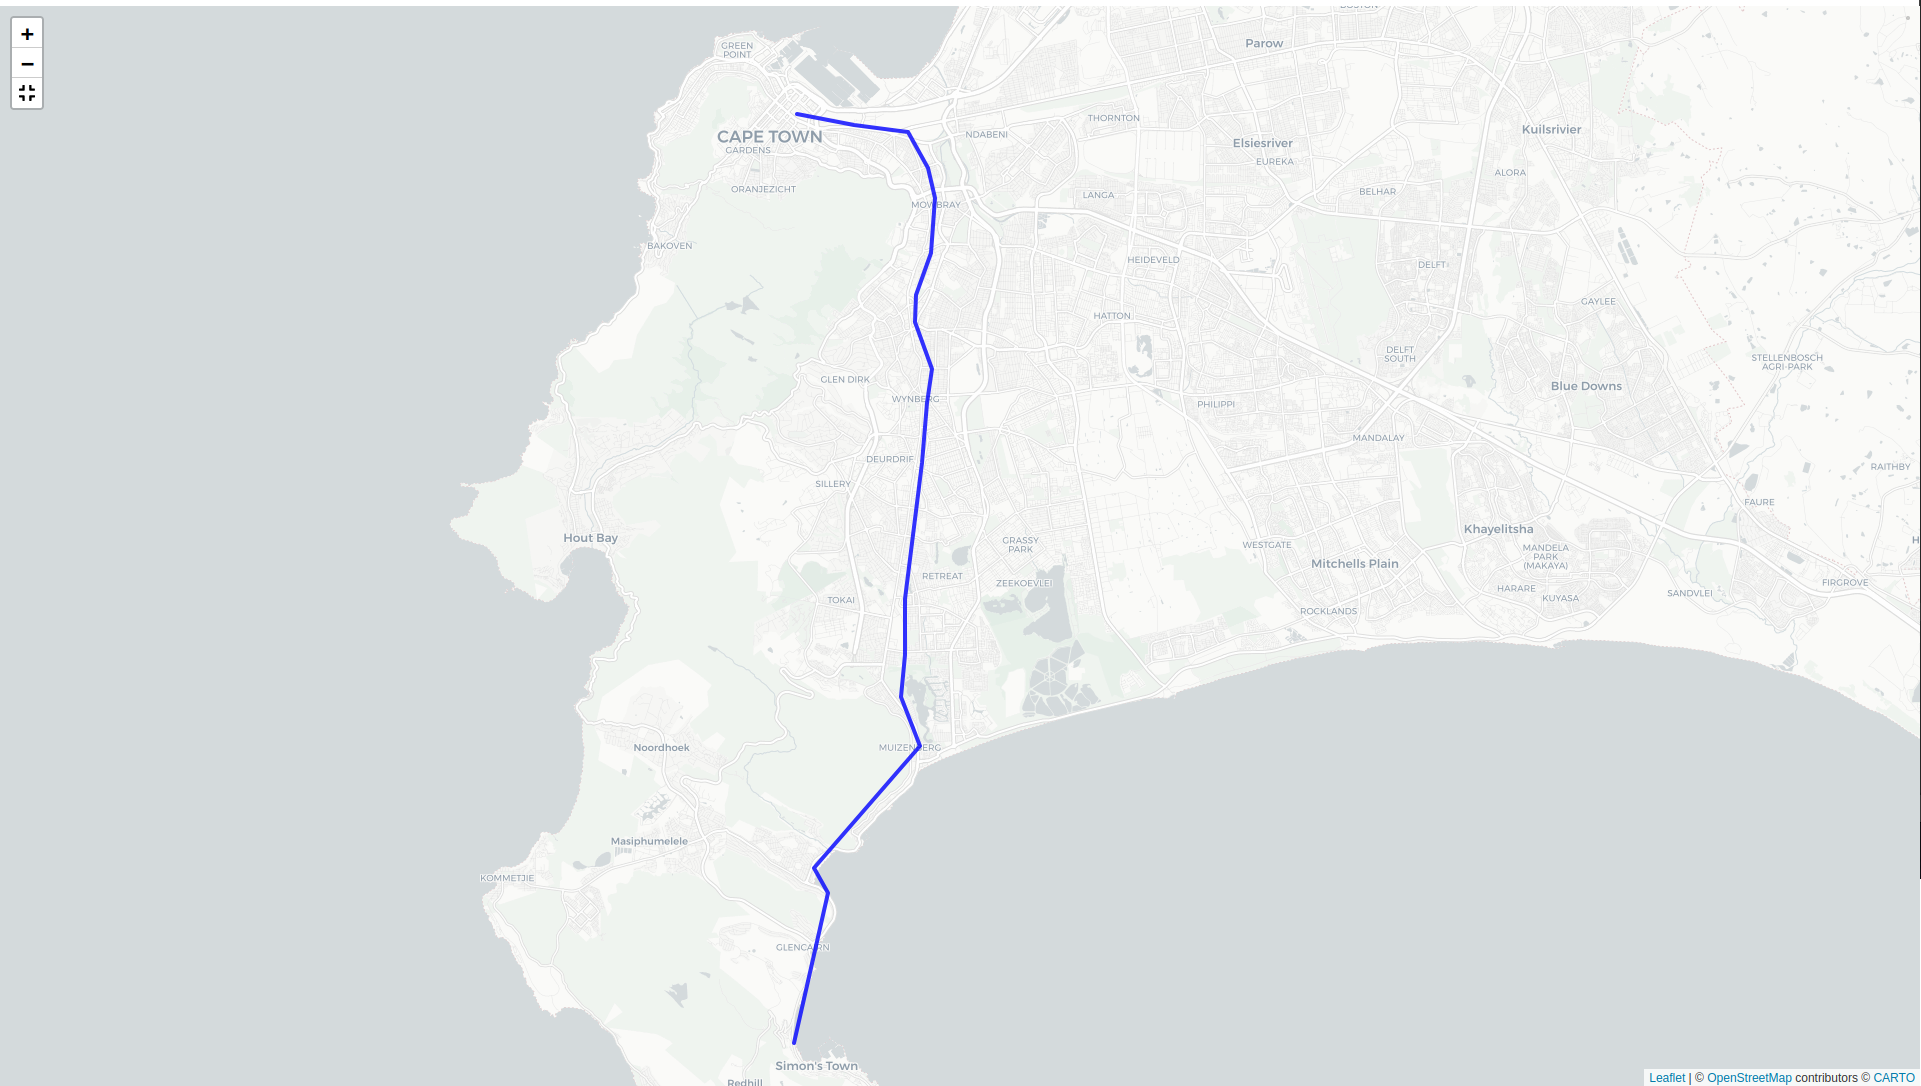 BOSTON
+
−
GREEN
POINT
Parow
CAPE TOWN
GARDENS
NDABENI
THORNTON
Elsiesriver
EUREKA
Kuilsrivier
ORANJEZICHT
LANGA
BELHAR
ALORA
MOWBRAY
BAKOVEN
HEIDEVELD
DELFT
GAYLEE
HATTON
DELFT
SOUTH
STELLENBOSCH
AGRI-PARK
GLEN DIRK
Blue Downs
WYNBERG
PHILIPPI
MANDALAY
DEURDRIF
RAITHBY
SILLERY
FAURE
Hout Bay
GRASSY
PARK
WESTGATE
Khayelitsha
MANDELA
PARK
(MAKAYA)
Mitchells Plain
RETREAT
ZEEKOEVLEI
FIRGROVE
TOKAI
HARARE
KUYASA
SANDVLEI
ROCKLANDS
Noordhoek
MUIZENBERG
Masiphumelele
KOMMETJIE
GLENCAIRN
Simon's Town
Redhill
Leaflet | © OpenStreetMap contributors © CARTO